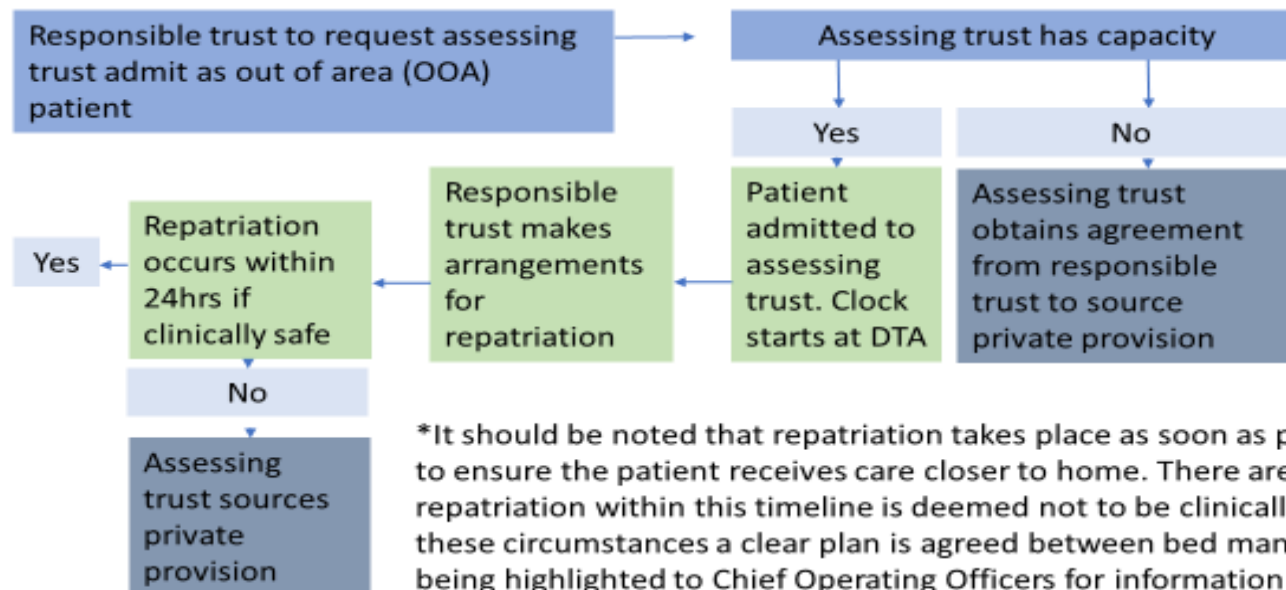 Responsible trust to request assessing
trust admit as out of area (OOA)
patient
Assessing trust has capacity
Yes
No
Patient
admitted to
assessing
trust. Clock
starts at DTA
Assessing trust
obtains agreement
from responsible
trust to source
private provision
Responsible
trust makes
arrangements
for
repatriation
Repatriation
occurs within
24hrs if
clinically safe
Yes
No
Assessing
trust sources
private
provision
*It should be noted that repatriation takes place as soon as
to ensure the patient receives care closer to home. There are
repatriation within this timeline is deemed not to be
these circumstances a clear plan is agreed between bed
being highlighted to Chief Operating Officers for information